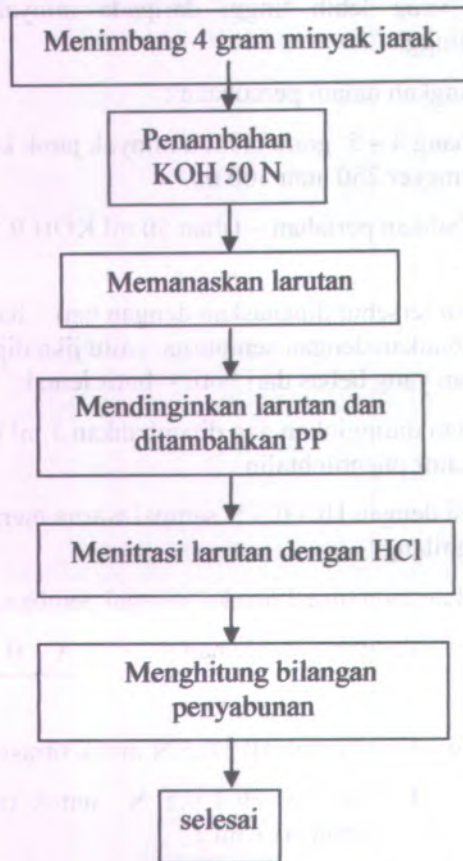 Menimbang 4 gram minyak jarak
Penambahan
KOH 50 N
Memanaskan larutan
Mendinginkan larutan dan
ditambahkan PP
Menitrasi larutan dengan HCl
Menghitung bilangan
penyabunan
selesai